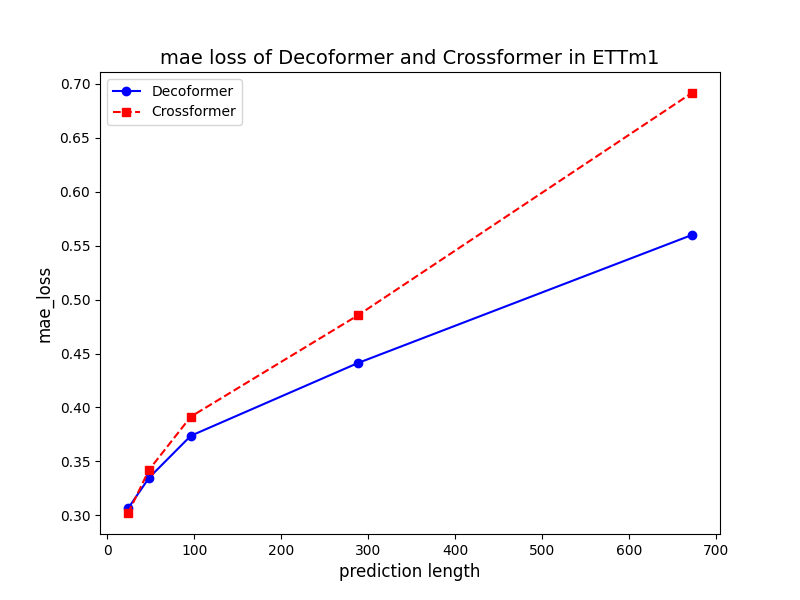 mae loss of Decoformer and Crossformer in ETTm1
Decoformer
Crossformer
0.70
0.65
0.60
0.55
0.50
0.45
0.40
0.35
0.30
mae_loss
0 100 200 300 400 500 600 700
prediction length